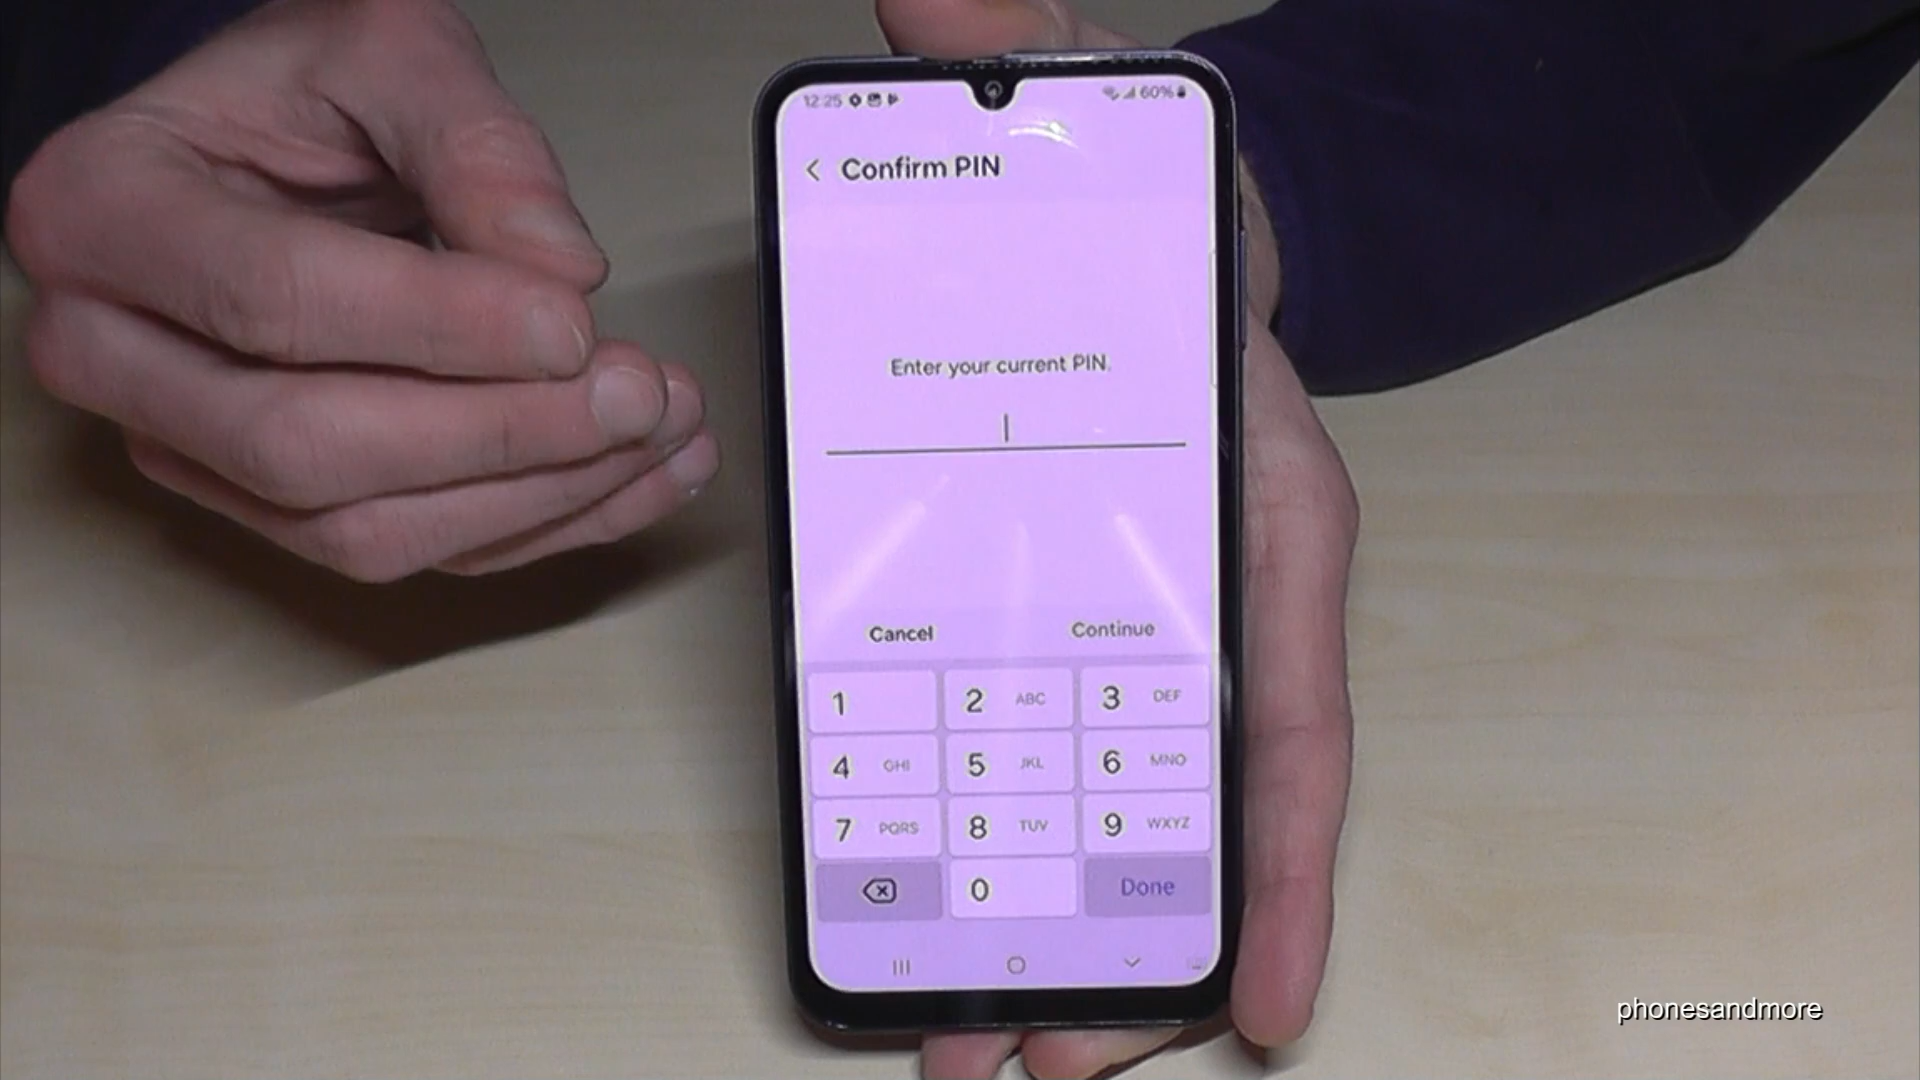 12:25 60%
Confirm PIN
Enter your current PIN.
Cancel Continue
1 2 ABC 3 DEF
4 GHI 5 JKL 6 MNO
7 PQRS 8 TUV 9 WXYZ
0 Done
phonesandmore